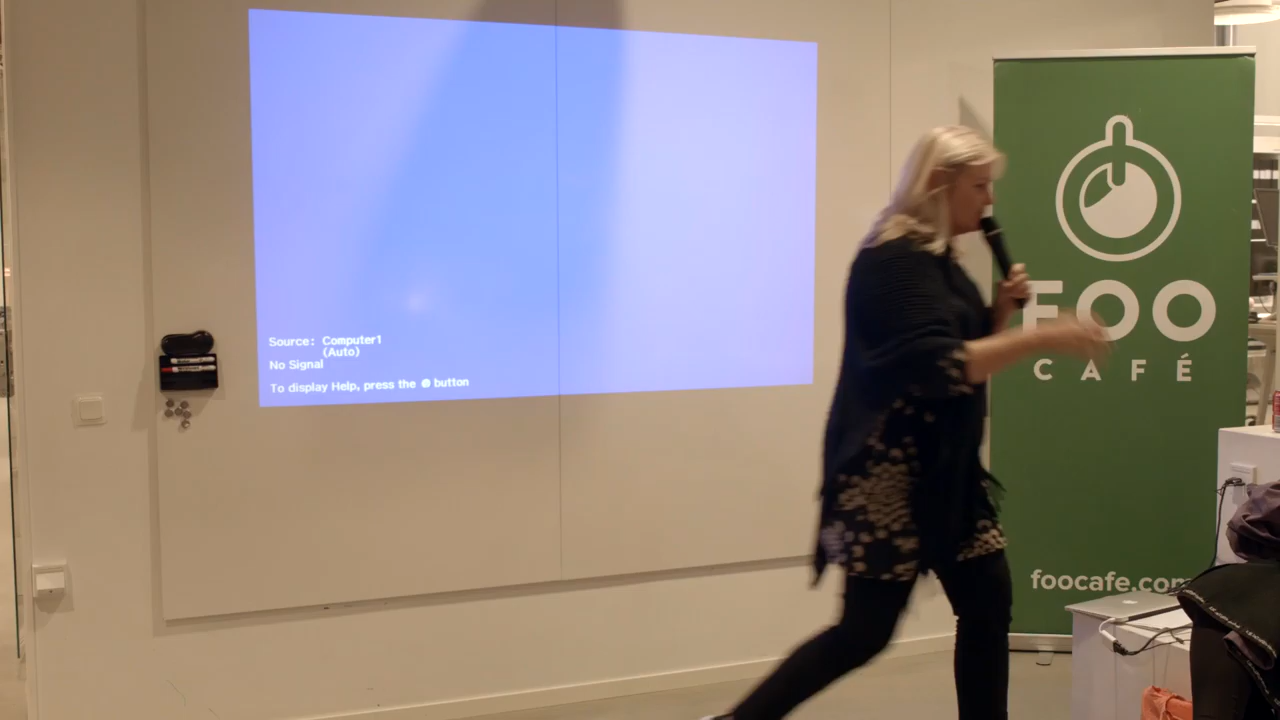 Source: Computer1
(Auto)
No Signal
To display Help, press the button
FOO
CAFÉ
foocafe.com